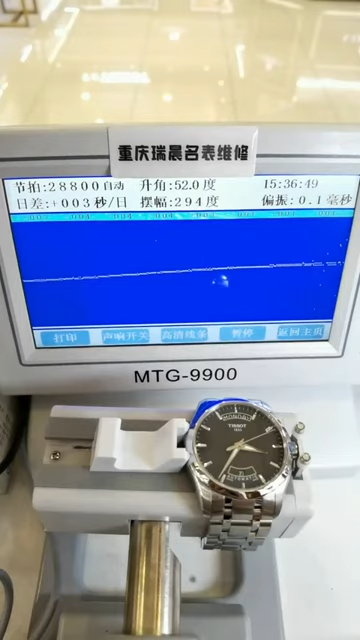 重庆瑞晨名表维修
节拍:28800自动 升角:52.0度 15:36:49
日差:+003秒/日 摆幅:294度 偏振:0.1毫秒
打印 声响开关 高清线条 暂停 返回主页
MTG-9900
MONDAY
TISSOT
1853
AUTOMATIC